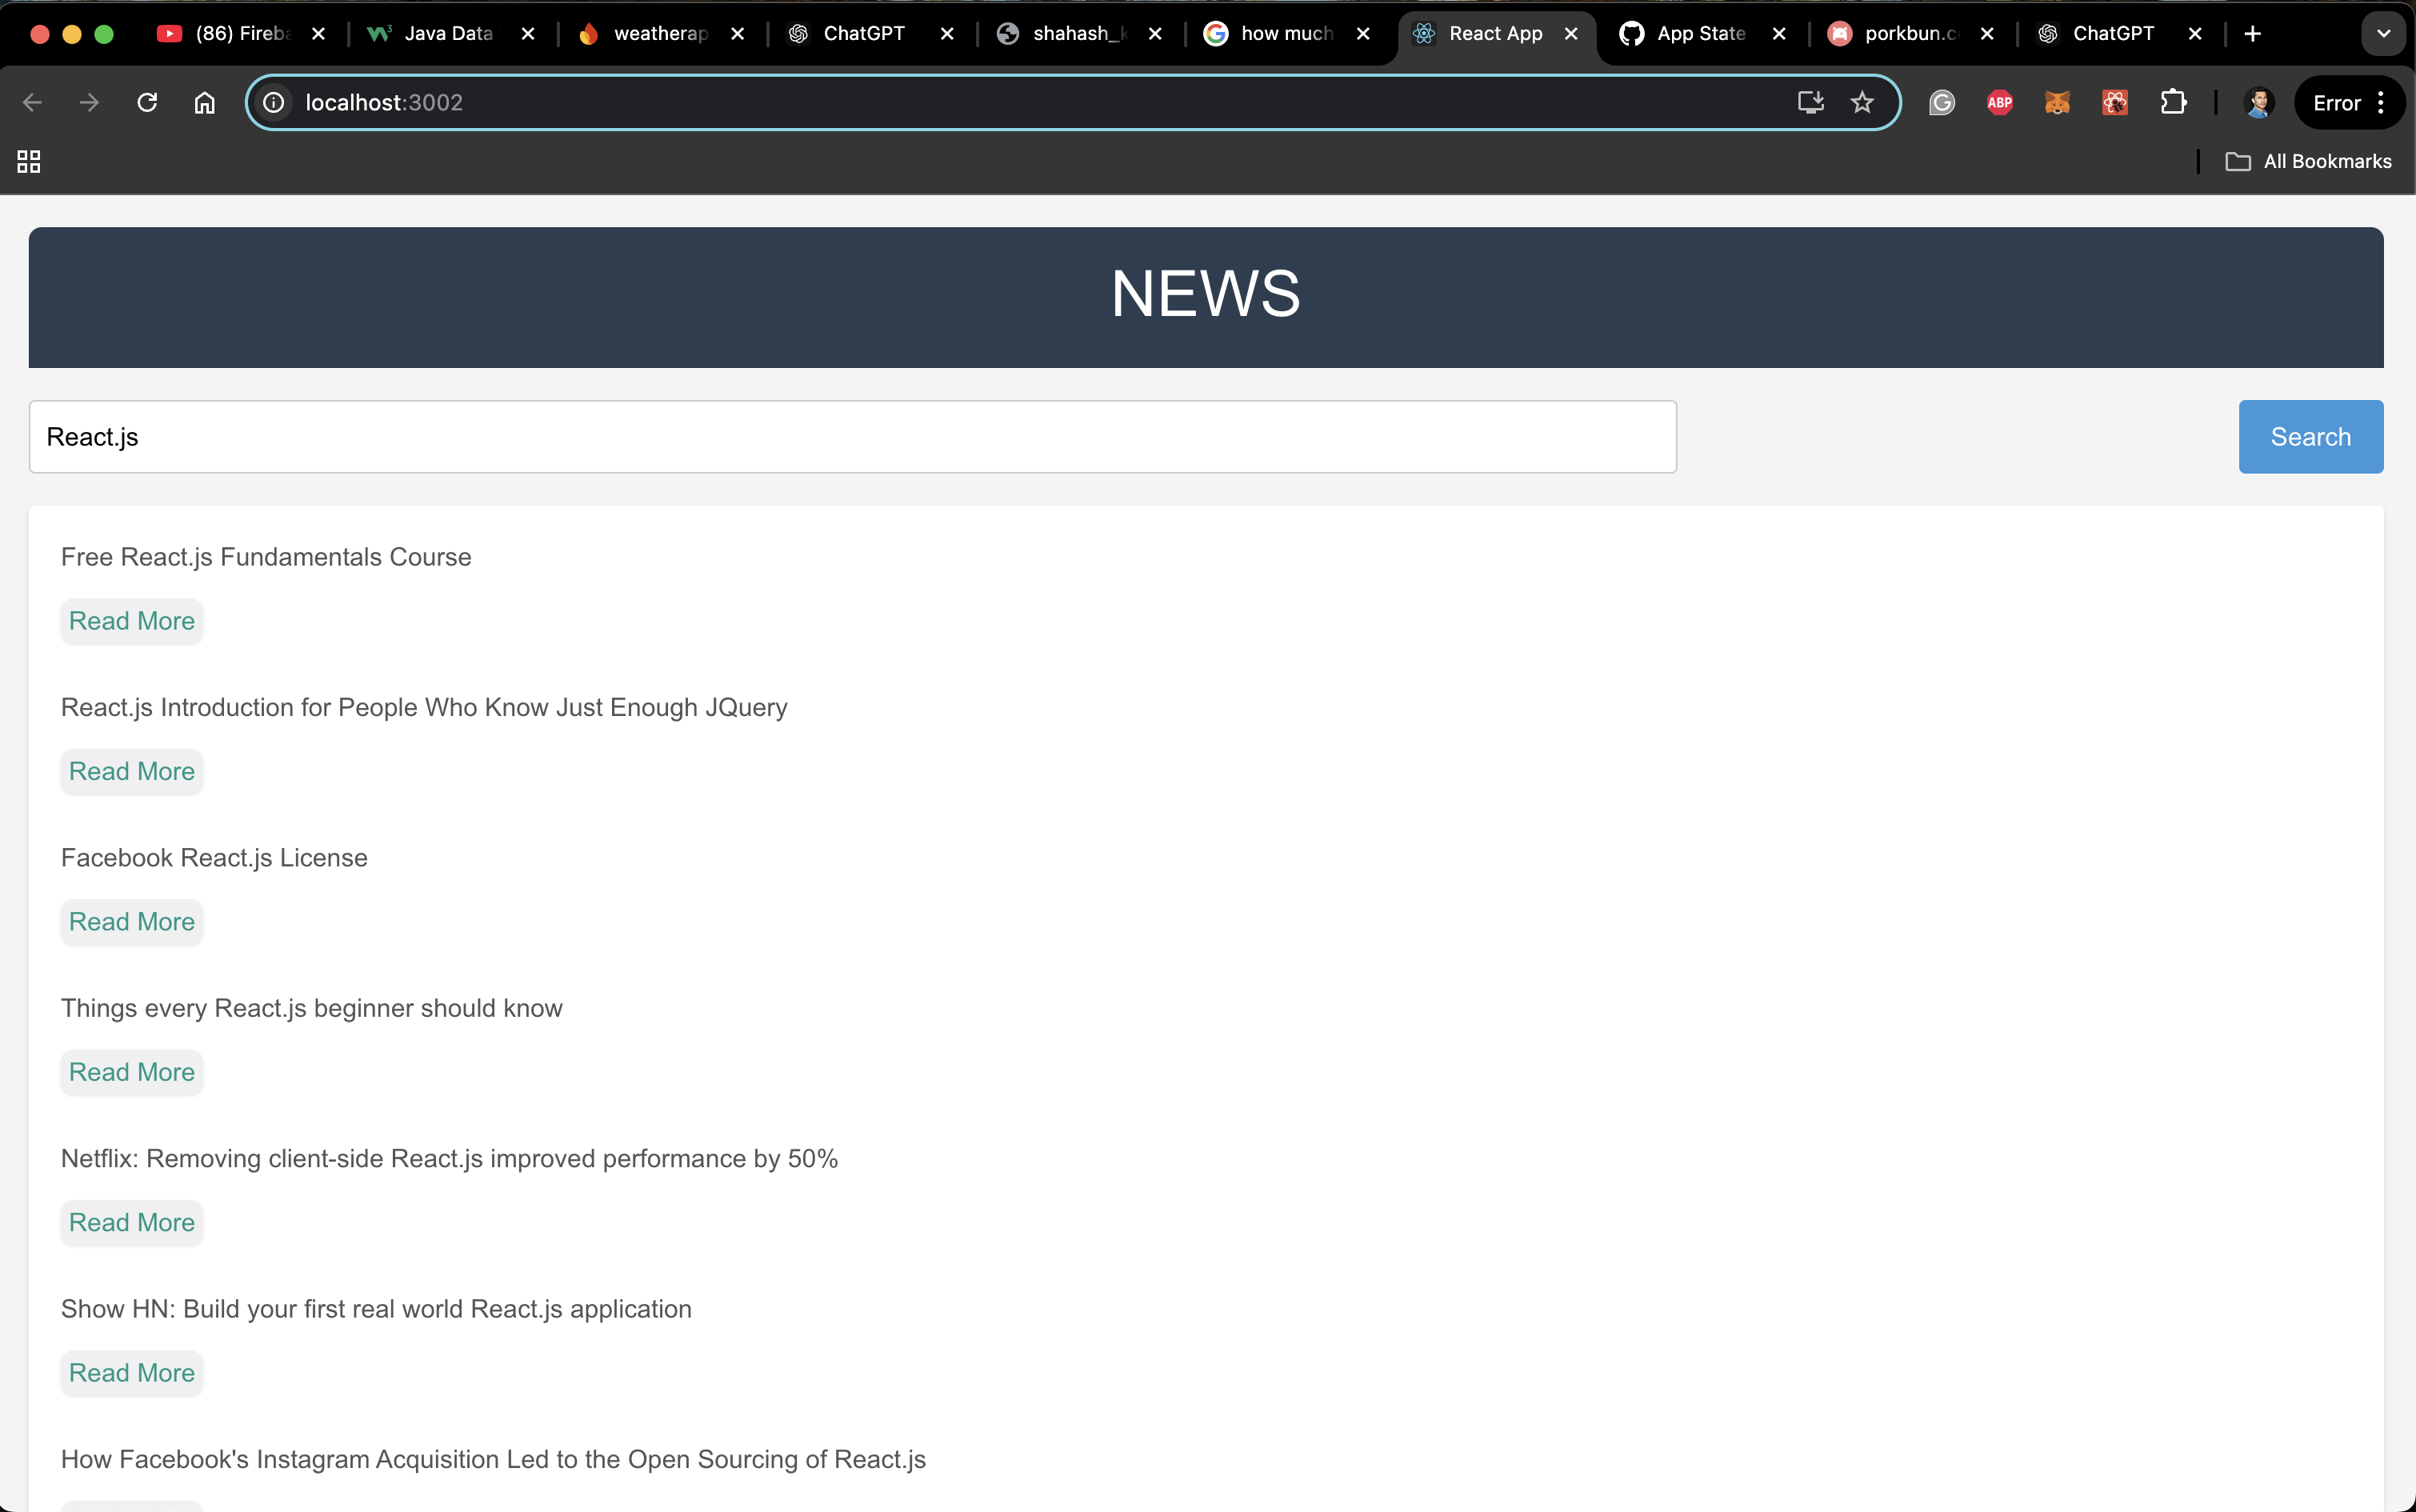 (86) Fireba
Java Data
weatherap
ChatGPT
shahash_k
how much
React App
App State
porkbun.c
ChatGPT
localhost:3002
ABP
Error
All Bookmarks
NEWS
React.js
Search
Free React.js Fundamentals Course
Read More
React.js Introduction for People Who Know Just Enough JQuery
Read More
Facebook React.js License
Read More
Things every React.js beginner should know
Read More
Netflix: Removing client-side React.js improved performance by 50%
Read More
Show HN: Build your first real world React.js application
Read More
How Facebook's Instagram Acquisition Led to the Open Sourcing of React.js